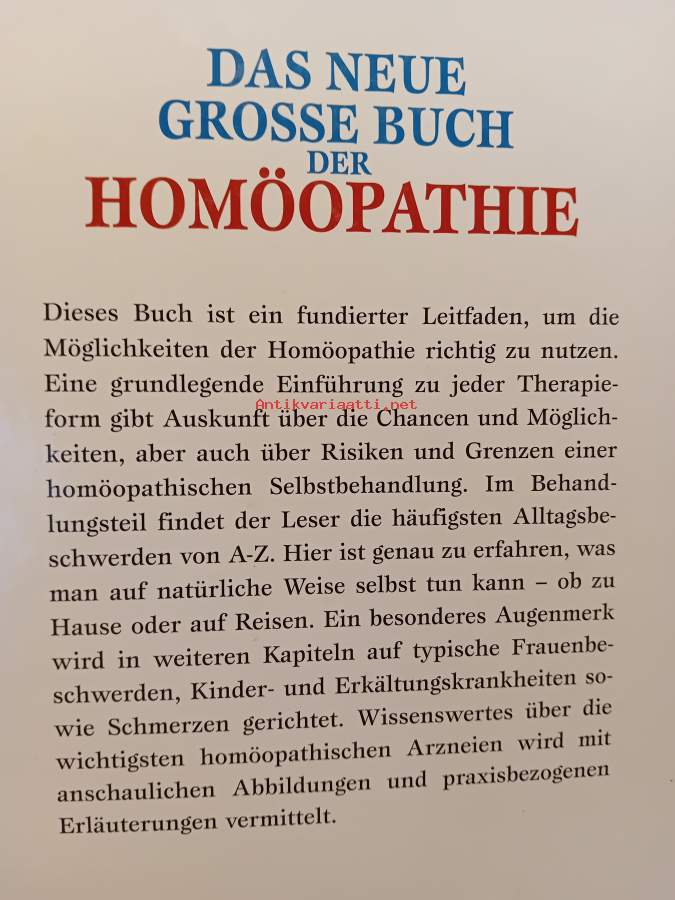 DAS NEUE
GROSSE BUCH
DER
HOMÖOPATHIE
Dieses Buch ist ein fundierter Leitfaden, um die
Möglichkeiten der Homöopathie richtig zu nutzen.
Eine grundlegende Einführung zu jeder Therapie-
Antikvariaatti.net
form gibt Auskunft über die Chancen und Möglich-
keiten, aber auch über Risiken und Grenzen einer
homöopathischen Selbstbehandlung. Im Behand-
lungsteil findet der Leser die häufigsten Alltagsbe-
schwerden von A-Z. Hier ist genau zu erfahren, was
man auf natürliche Weise selbst tun kann – ob zu
Hause oder auf Reisen. Ein besonderes Augenmerk
wird in weiteren Kapiteln auf typische Frauenbe-
schwerden, Kinder- und Erkältungskrankheiten so-
wie Schmerzen gerichtet. Wissenswertes über die
wichtigsten homöopathischen Arzneien wird mit
anschaulichen Abbildungen und praxisbezogenen
Erläuterungen vermittelt.